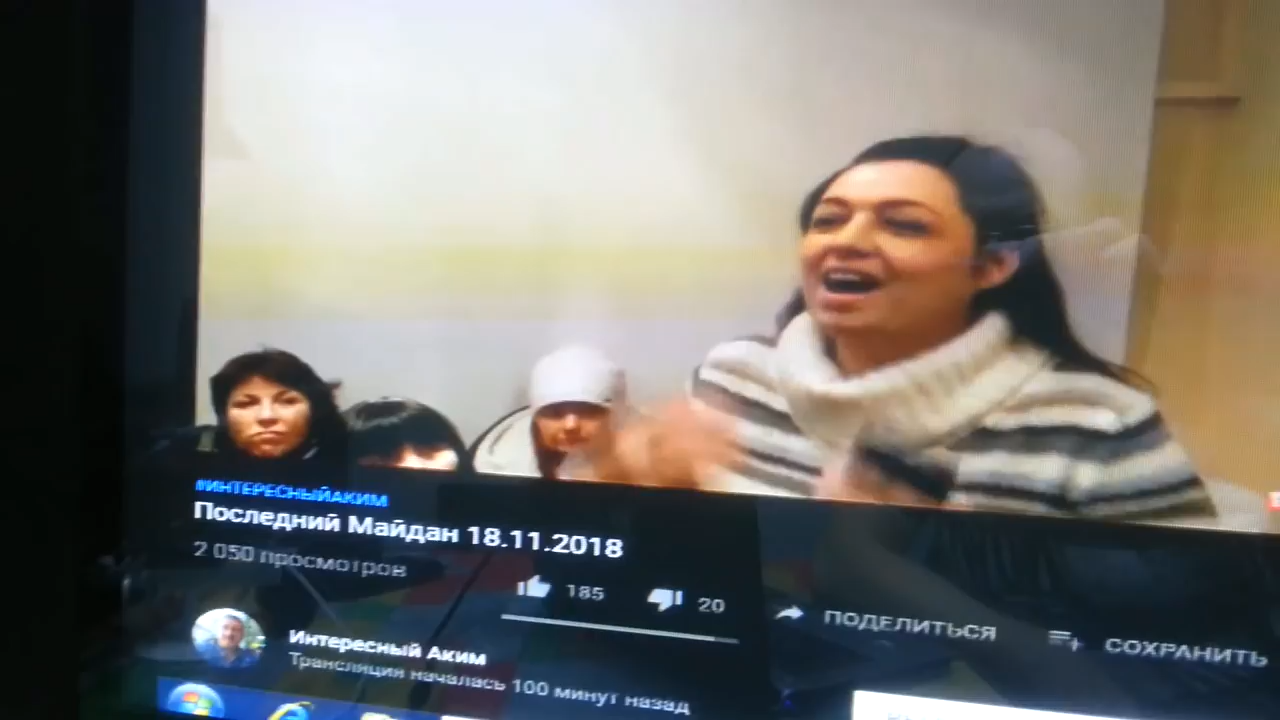 #ИНТЕРЕСНЫЙАКИМ
Последний Майдан 18.11.2018
2 050 просмотров
185
20
ПОДЕЛИТЬСЯ
СОХРАНИТЬ
Интересный Аким
Трансляция началась 100 минут назад